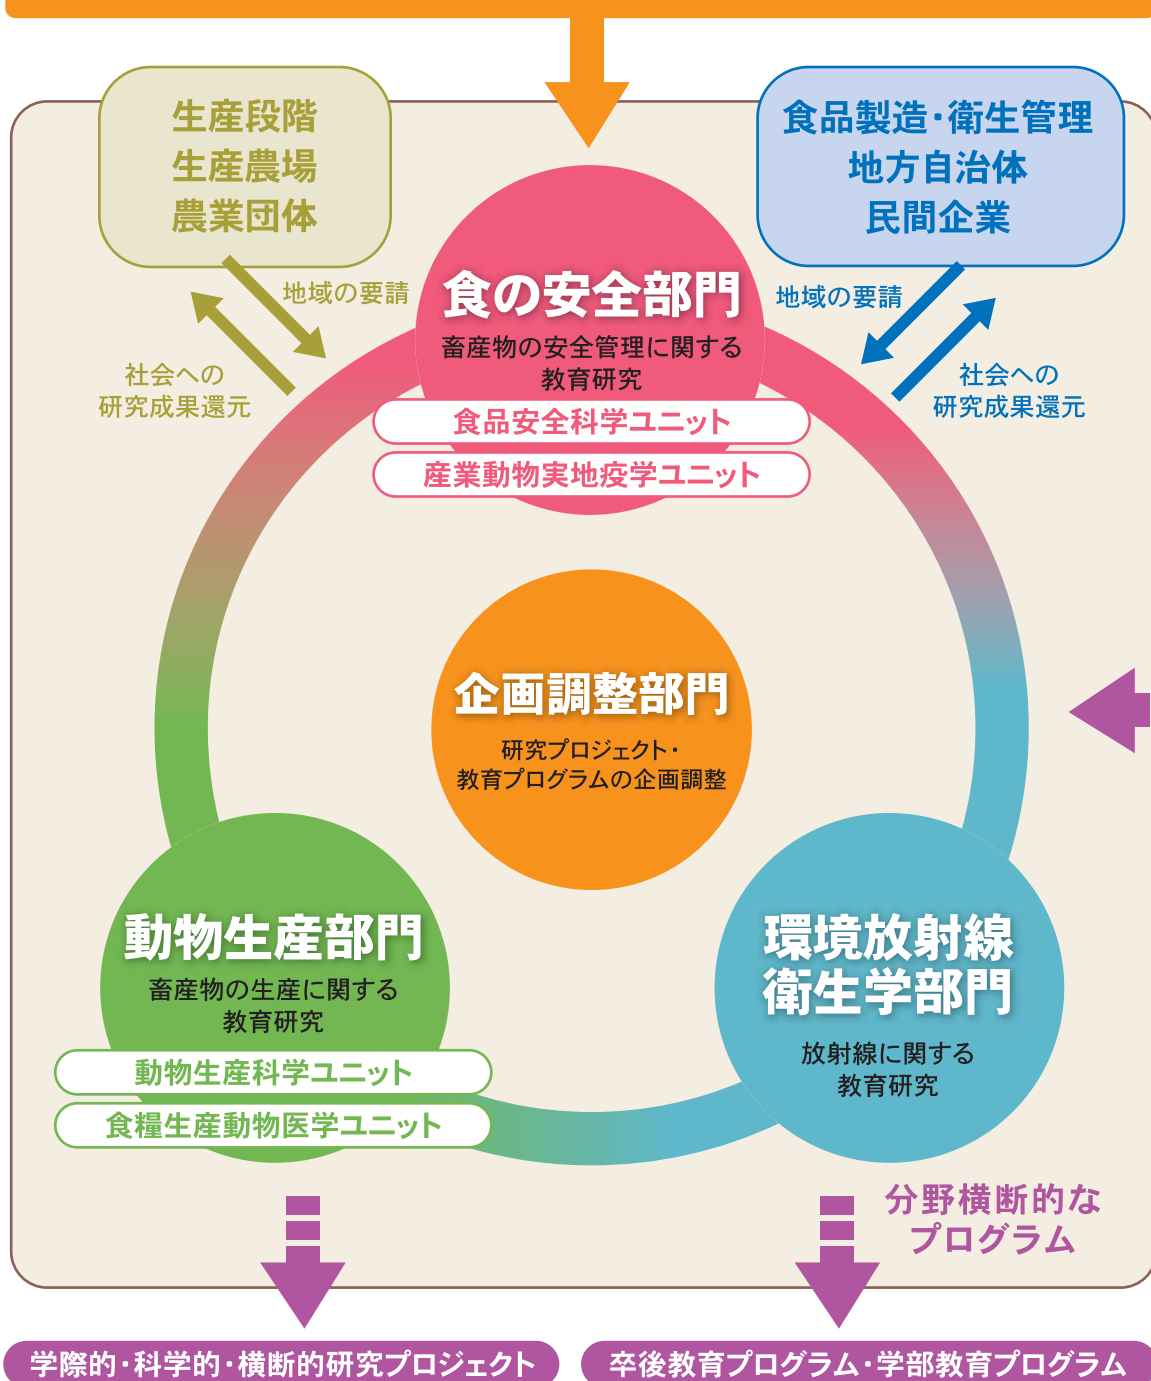 生産段階
生産農場
農業団体
食品製造・衛生管理
地方自治体
民間企業
地域の要請
社会への
研究成果還元
地域の要請
社会への
研究成果還元
食の安全部門
畜産物の安全管理に関する
教育研究
食品安全科学ユニット
産業動物実地疫学ユニット
企画調整部門
研究プロジェクト・
教育プログラムの企画調整
動物生産部門
畜産物の生産に関する
教育研究
動物生産科学ユニット
食糧生産動物医学ユニット
環境放射線
衛生学部門
放射線に関する
教育研究
分野横断的な
プログラム
学際的・科学的・横断的研究プロジェクト
卒後教育プログラム・学部教育プログラム